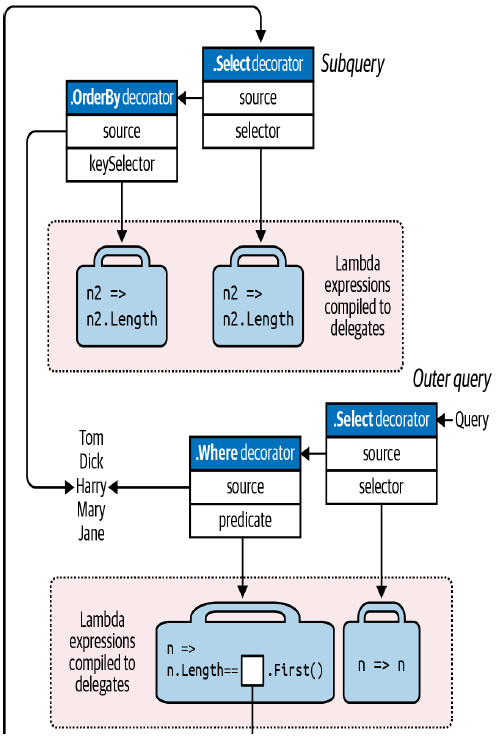 .Select decorator
Subquery
source
selector
.OrderBy decorator
source
keySelector
n2 =>
n2.Length
n2 =>
n2.Length
Lambda
expressions
compiled to
delegates
Outer query
.Select decorator
Query
source
selector
.Where decorator
source
predicate
Tom
Dick
Harry
Mary
Jane
Lambda
expressions
compiled to
delegates
n =>
n.Length== .First()
n => n